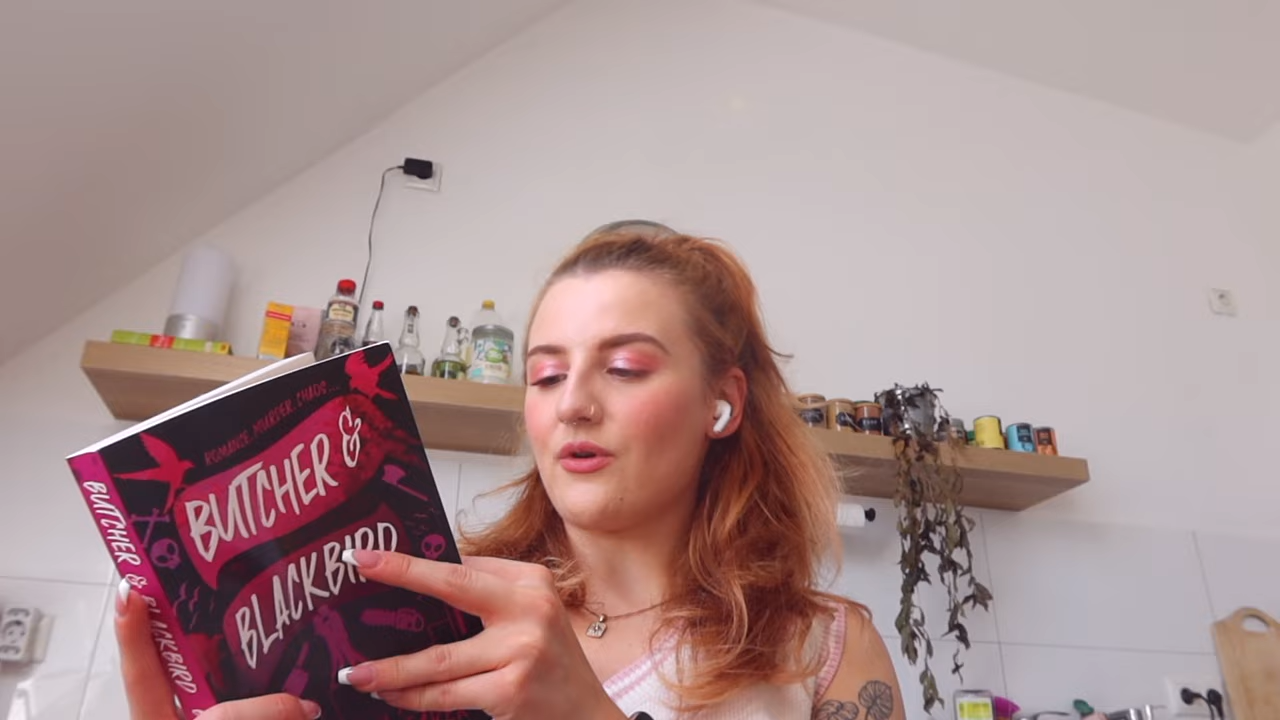 ROMANCE. MURDER. CHAOS...
BUTCHER &
BLACKBIRD
BUTCHER & BLACKBIRD